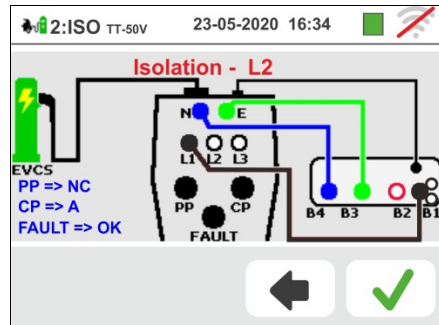 2:ISO TT-50V 23-05-2020 16:34
Isolation - L2
N E
L1 L2 L3
EVCS
PP => NC
CP => A
FAULT => OK
PP CP
FAULT
B4 B3 B2 B1